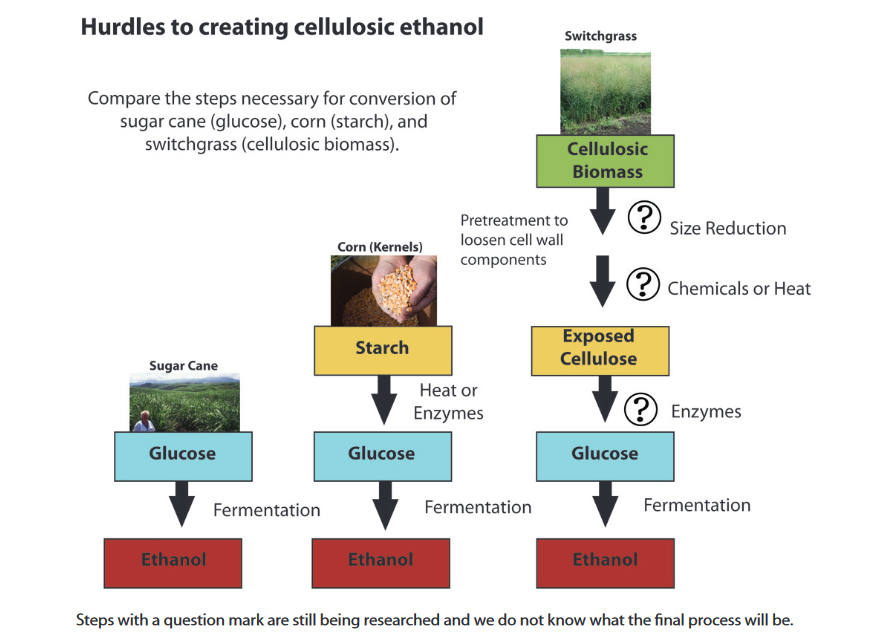 Hurdles to creating cellulosic ethanol
Compare the steps necessary for conversion of
sugar cane (glucose), corn (starch), and
switchgrass (cellulosic biomass).
Switchgrass
Cellulosic
Biomass
Pretreatment to
loosen cell wall
components
?
Size Reduction
?
Chemicals or Heat
Corn (Kernels)
Starch
Exposed
Cellulose
Heat or
Enzymes
?
Enzymes
Sugar Cane
Glucose
Glucose
Glucose
Fermentation
Fermentation
Fermentation
Ethanol
Ethanol
Ethanol
Steps with a question mark are still being researched and we do not know what the final process will be.